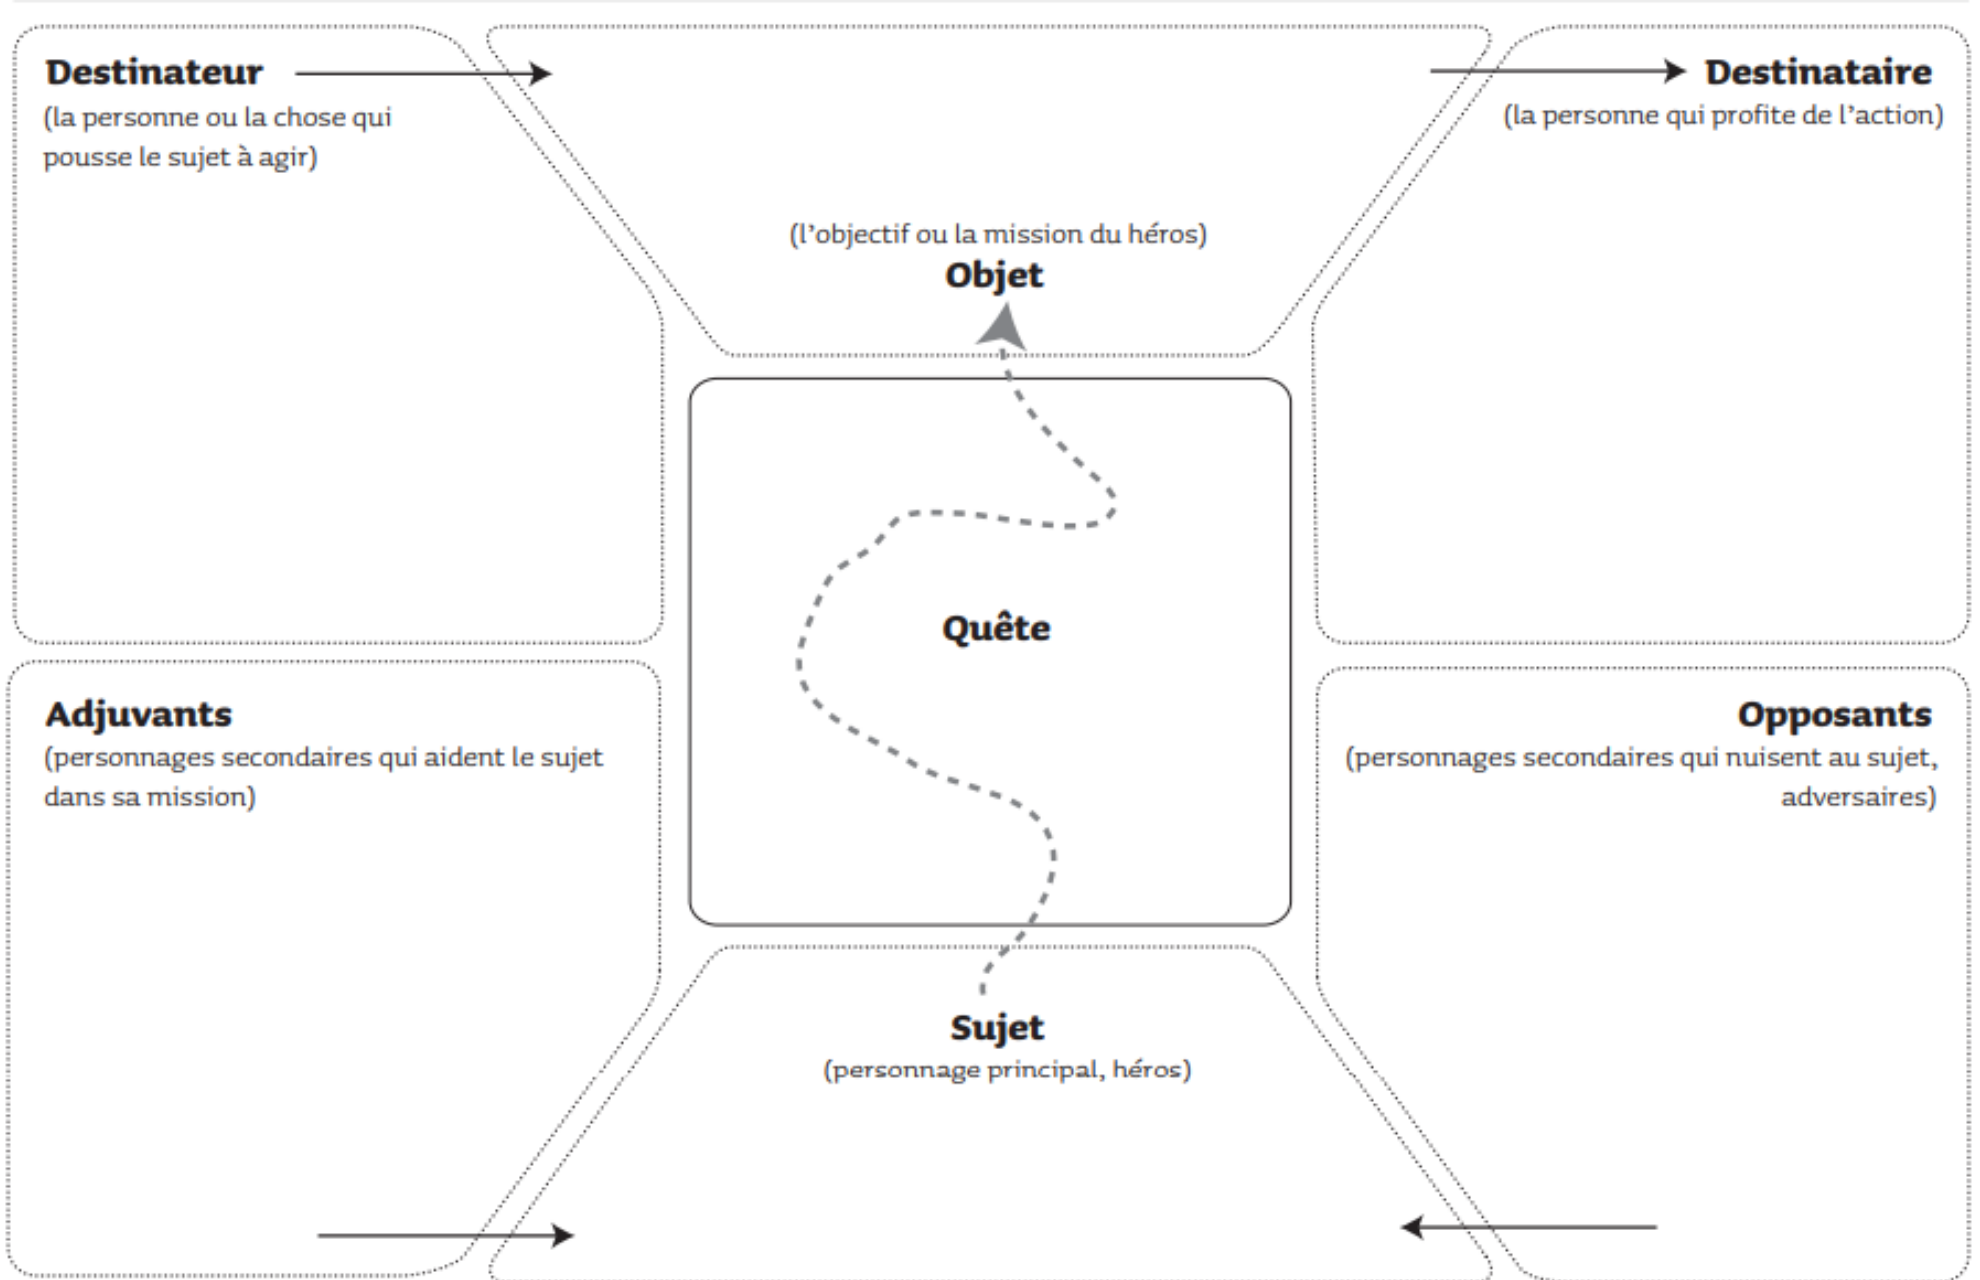 Destinateur
(la personne ou la chose qui
pousse le sujet à agir)
Destinataire
(la personne qui profite de l'action)
(l'objectif ou la mission du héros)
Objet
Quête
Adjuvants
(personnages secondaires qui aident le sujet
dans sa mission)
Opposants
(personnages secondaires qui nuisent au sujet,
adversaires)
Sujet
(personnage principal, héros)